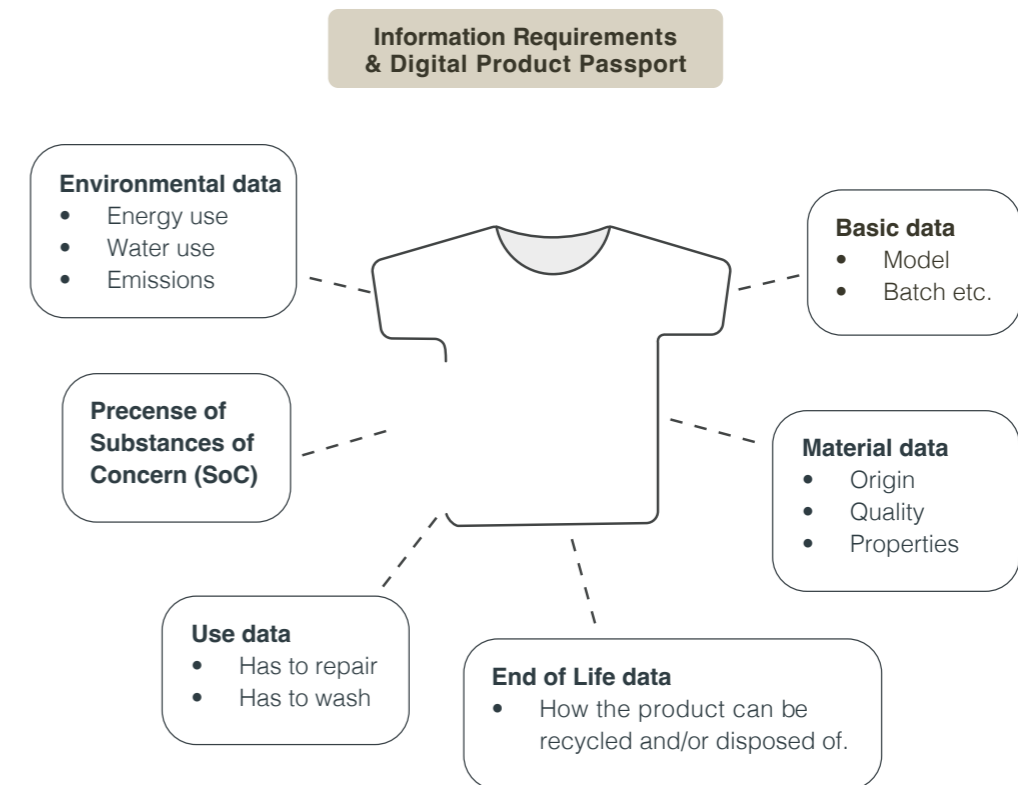 Information Requirements
& Digital Product Passport
Environmental data
• Energy use
• Water use
• Emissions
Basic data
• Model
• Batch etc.
Precense of
Substances of
Concern (SoC)
Material data
• Origin
• Quality
• Properties
Use data
• Has to repair
• Has to wash
End of Life data
• How the product can be
recycled and/or disposed of.